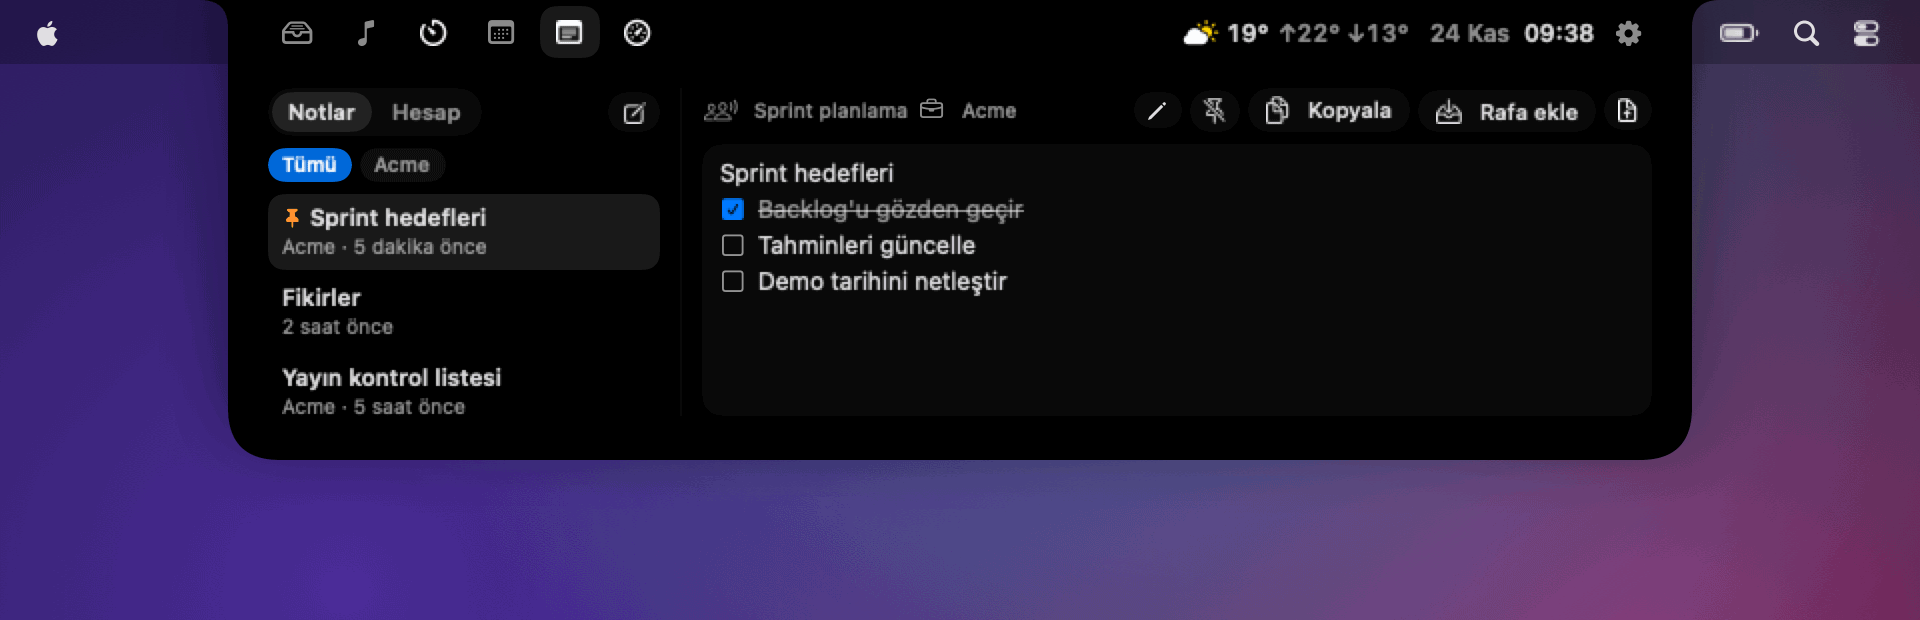 19° ↑22° ↓13° 24 Kas 09:38
Notlar Hesap
Tümü Acme
Sprint hedefleri
Acme · 5 dakika önce
Fikirler
2 saat önce
Yayın kontrol listesi
Acme · 5 saat önce
Sprint planlama Acme
Kopyala Rafa ekle
Sprint hedefleri
Backlog'u gözden geçir
Tahminleri güncelle
Demo tarihini netleştir